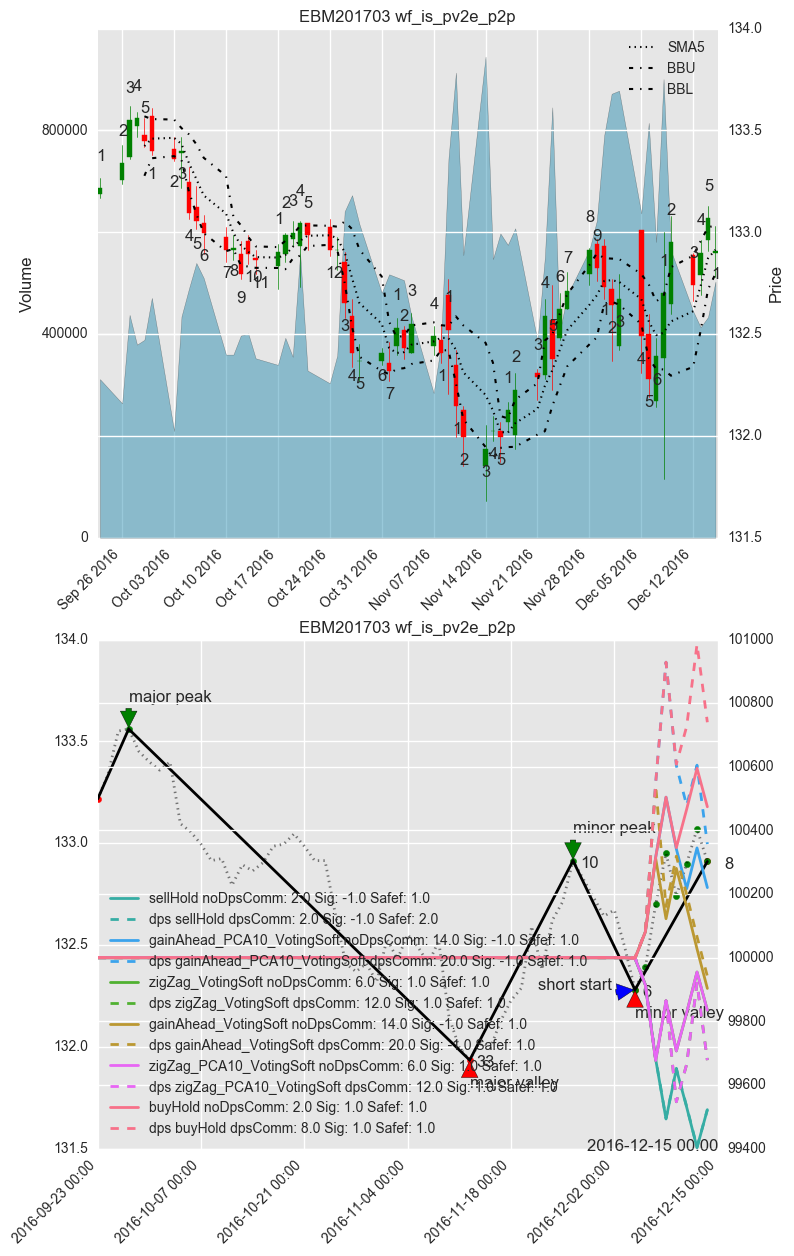 EBM201703 wf_is_pv2e_p2p
134.0
133.5
133.0
132.5
132.0
131.5
800000
400000
0
Volume
Price
SMA5
BBU
BBL
Sep 26 2016
Oct 03 2016
Oct 10 2016
Oct 17 2016
Oct 24 2016
Oct 31 2016
Nov 07 2016
Nov 14 2016
Nov 21 2016
Nov 28 2016
Dec 05 2016
Dec 12 2016
EBM201703 wf_is_pv2e_p2p
134.0
133.5
133.0
132.5
132.0
131.5
101000
100800
100600
100400
100200
100000
99800
99600
99400
major peak
minor peak
10
8
short start
6
minor valley
33
major valley
sellHold noDpsComm: 2.0 Sig: -1.0 Safef: 1.0
dps sellHold dpsComm: 2.0 Sig: -1.0 Safef: 2.0
gainAhead_PCA10_VotingSoft noDpsComm: 14.0 Sig: -1.0 Safef: 1.0
dps gainAhead_PCA10_VotingSoft dpsComm: 20.0 Sig: -1.0 Safef: 1.0
zigZag_VotingSoft noDpsComm: 6.0 Sig: 1.0 Safef: 1.0
dps zigZag_VotingSoft dpsComm: 12.0 Sig: 1.0 Safef: 1.0
gainAhead_VotingSoft noDpsComm: 14.0 Sig: -1.0 Safef: 1.0
dps gainAhead_VotingSoft dpsComm: 20.0 Sig: -1.0 Safef: 1.0
zigZag_PCA10_VotingSoft noDpsComm: 6.0 Sig: 1.0 Safef: 1.0
dps zigZag_PCA10_VotingSoft dpsComm: 12.0 Sig: 1.0 Safef: 1.0
buyHold noDpsComm: 2.0 Sig: 1.0 Safef: 1.0
dps buyHold dpsComm: 8.0 Sig: 1.0 Safef: 1.0
2016-12-15 00:00
2016-09-23 00:00
2016-10-07 00:00
2016-10-21 00:00
2016-11-04 00:00
2016-11-18 00:00
2016-12-02 00:00
2016-12-15 00:00